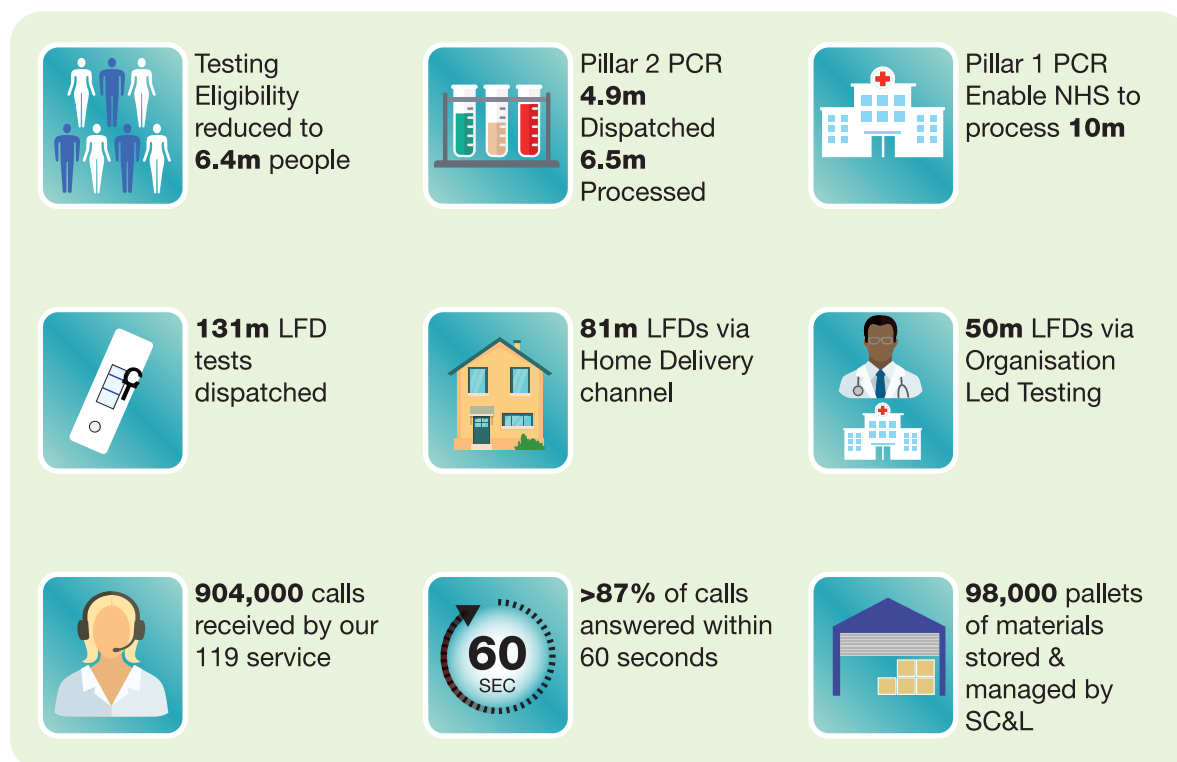 Testing
Eligibility
reduced to
6.4m people
Pillar 2 PCR
4.9m
Dispatched
6.5m
Processed
Pillar 1 PCR
Enable NHS to
process 10m
131m LFD
tests
dispatched
81m LFDs via
Home Delivery
channel
50m LFDs via
Organisation
Led Testing
904,000 calls
received by our
119 service
60
SEC
>87% of calls
answered within
60 seconds
98,000 pallets
of materials
stored &
managed by
SC&L